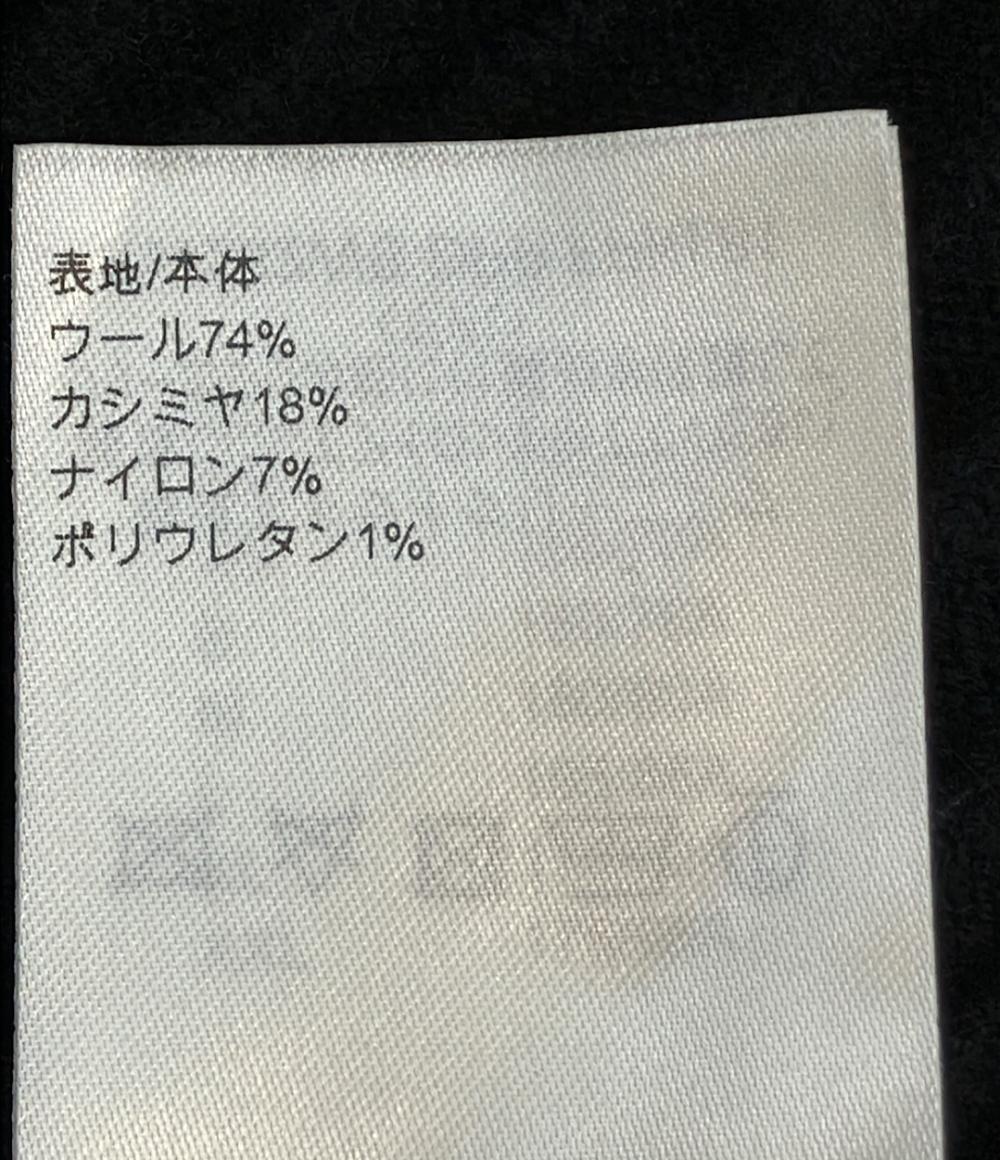 表地/本体
ウール74%
カシミヤ18%
ナイロン7%
ポリウレタン1%